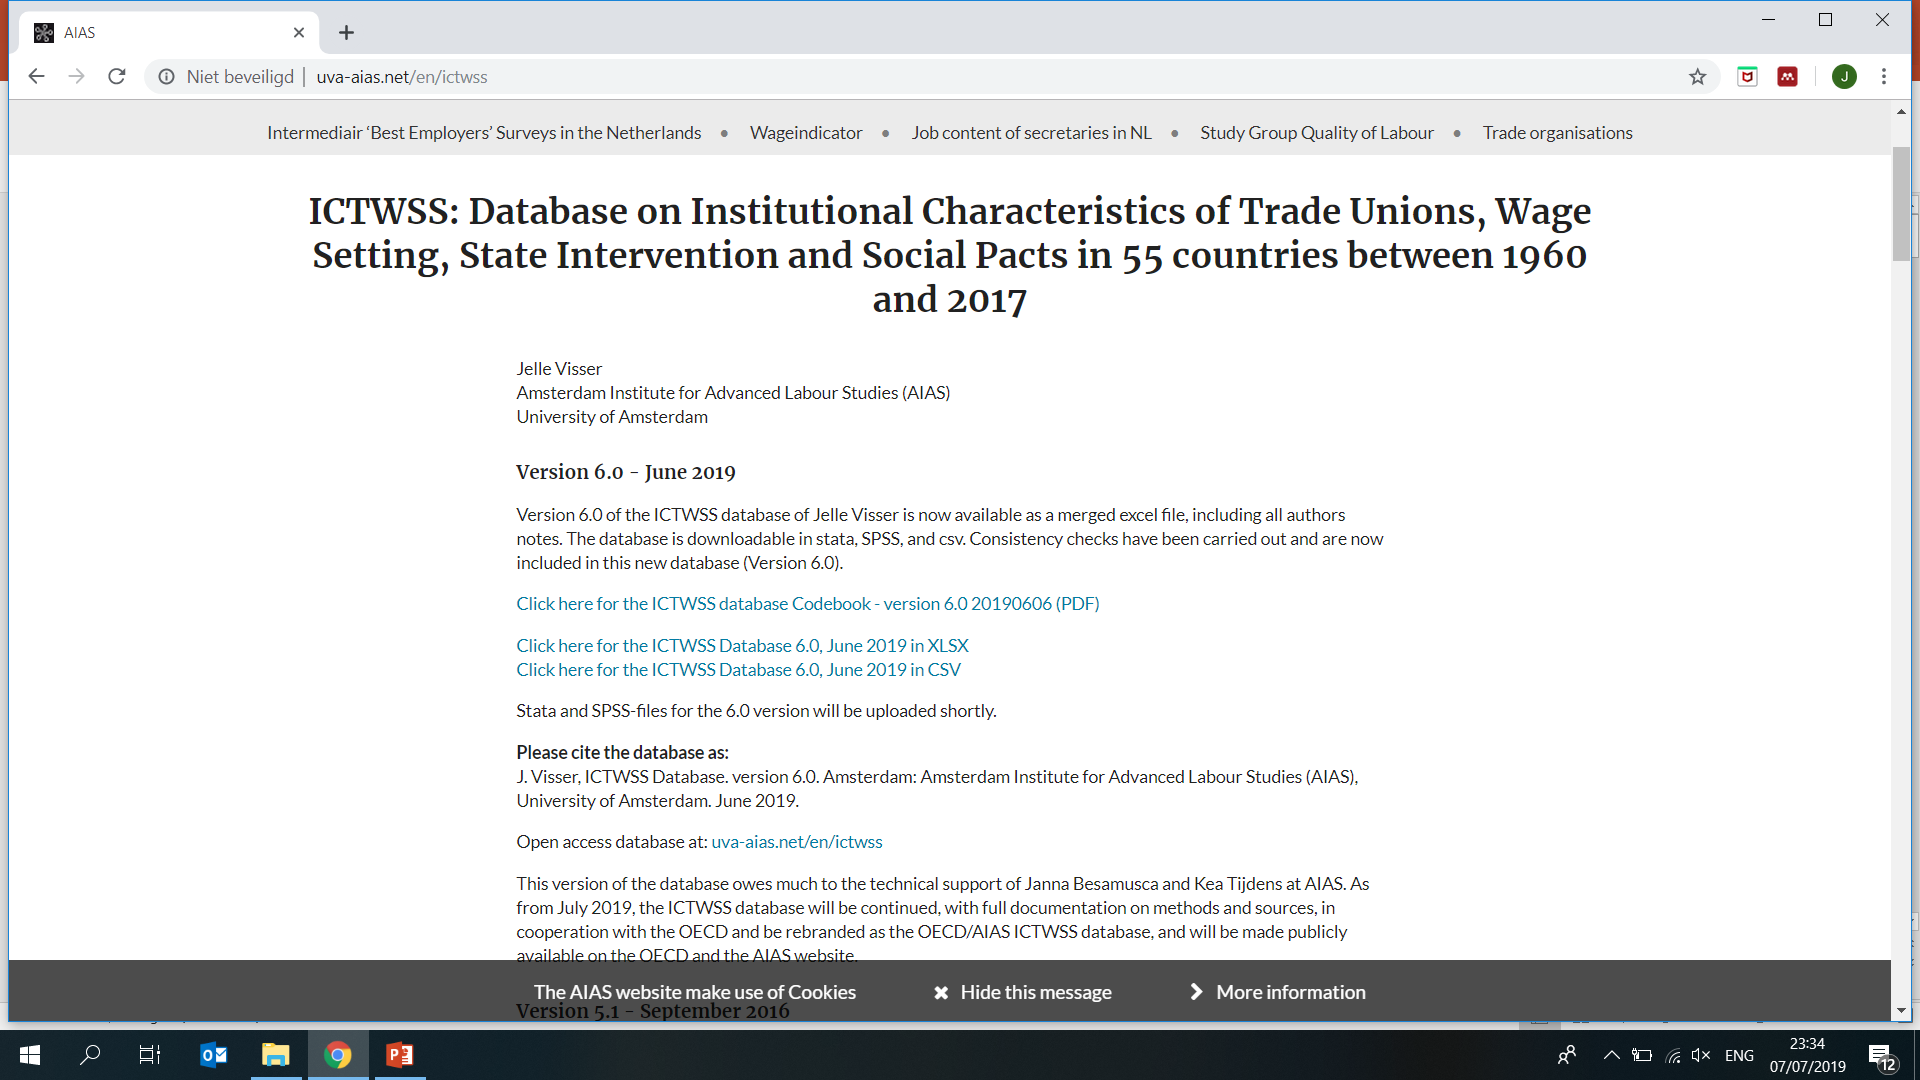 AIAS
Niet beveiligd | uva-aias.net/en/ictwss
J
Intermediair ‘Best Employers’ Surveys in the Netherlands • Wageindicator • Job content of secretaries in NL • Study Group Quality of Labour • Trade organisations
ICTWSS: Database on Institutional Characteristics of Trade Unions, Wage
Setting, State Intervention and Social Pacts in 55 countries between 1960
and 2017
Jelle Visser
Amsterdam Institute for Advanced Labour Studies (AIAS)
University of Amsterdam
Version 6.0 - June 2019
Version 6.0 of the ICTWSS database of Jelle Visser is now available as a merged excel file, including all authors
notes. The database is downloadable in stata, SPSS, and csv. Consistency checks have been carried out and are now
included in this new database (Version 6.0).
Click here for the ICTWSS database Codebook - version 6.0 20190606 (PDF)
Click here for the ICTWSS Database 6.0, June 2019 in XLSX
Click here for the ICTWSS Database 6.0, June 2019 in CSV
Stata and SPSS-files for the 6.0 version will be uploaded shortly.
Please cite the database as:
J. Visser, ICTWSS Database. version 6.0. Amsterdam: Amsterdam Institute for Advanced Labour Studies (AIAS),
University of Amsterdam. June 2019.
Open access database at: uva-aias.net/en/ictwss
This version of the database owes much to the technical support of Janna Besamusca and Kea Tijdens at AIAS. As
from July 2019, the ICTWSS database will be continued, with full documentation on methods and sources, in
cooperation with the OECD and be rebranded as the OECD/AIAS ICTWSS database, and will be made publicly
available on the OECD and the AIAS website.
The AIAS website make use of Cookies Hide this message More information
Version 5.1 - September 2016
ENG
23:34
07/07/2019
12